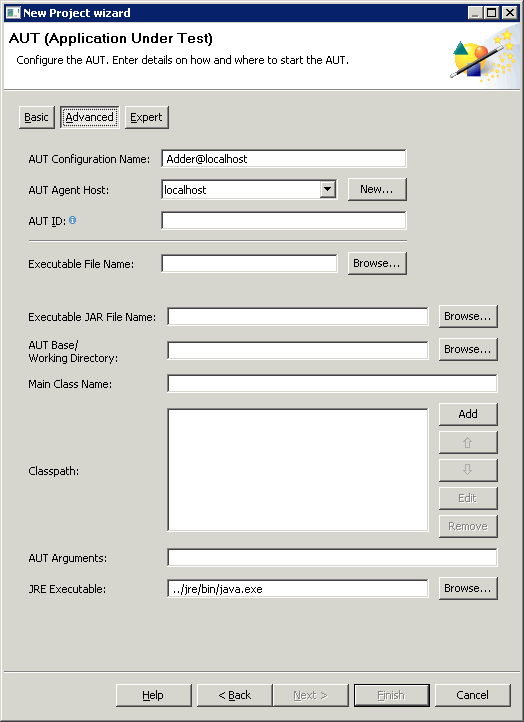 New Project wizard
AUT (Application Under Test)
Configure the AUT. Enter details on how and where to start the AUT.
Basic Advanced Expert
AUT Configuration Name: Adder@localhost
AUT Agent Host: localhost New...
AUT ID:
Executable File Name: Browse...
Executable JAR File Name: Browse...
AUT Base/
Working Directory: Browse...
Main Class Name:
Add
Classpath:
Edit
Remove
AUT Arguments:
JRE Executable: ../jre/bin/java.exe Browse...
Help < Back Next > Finish Cancel